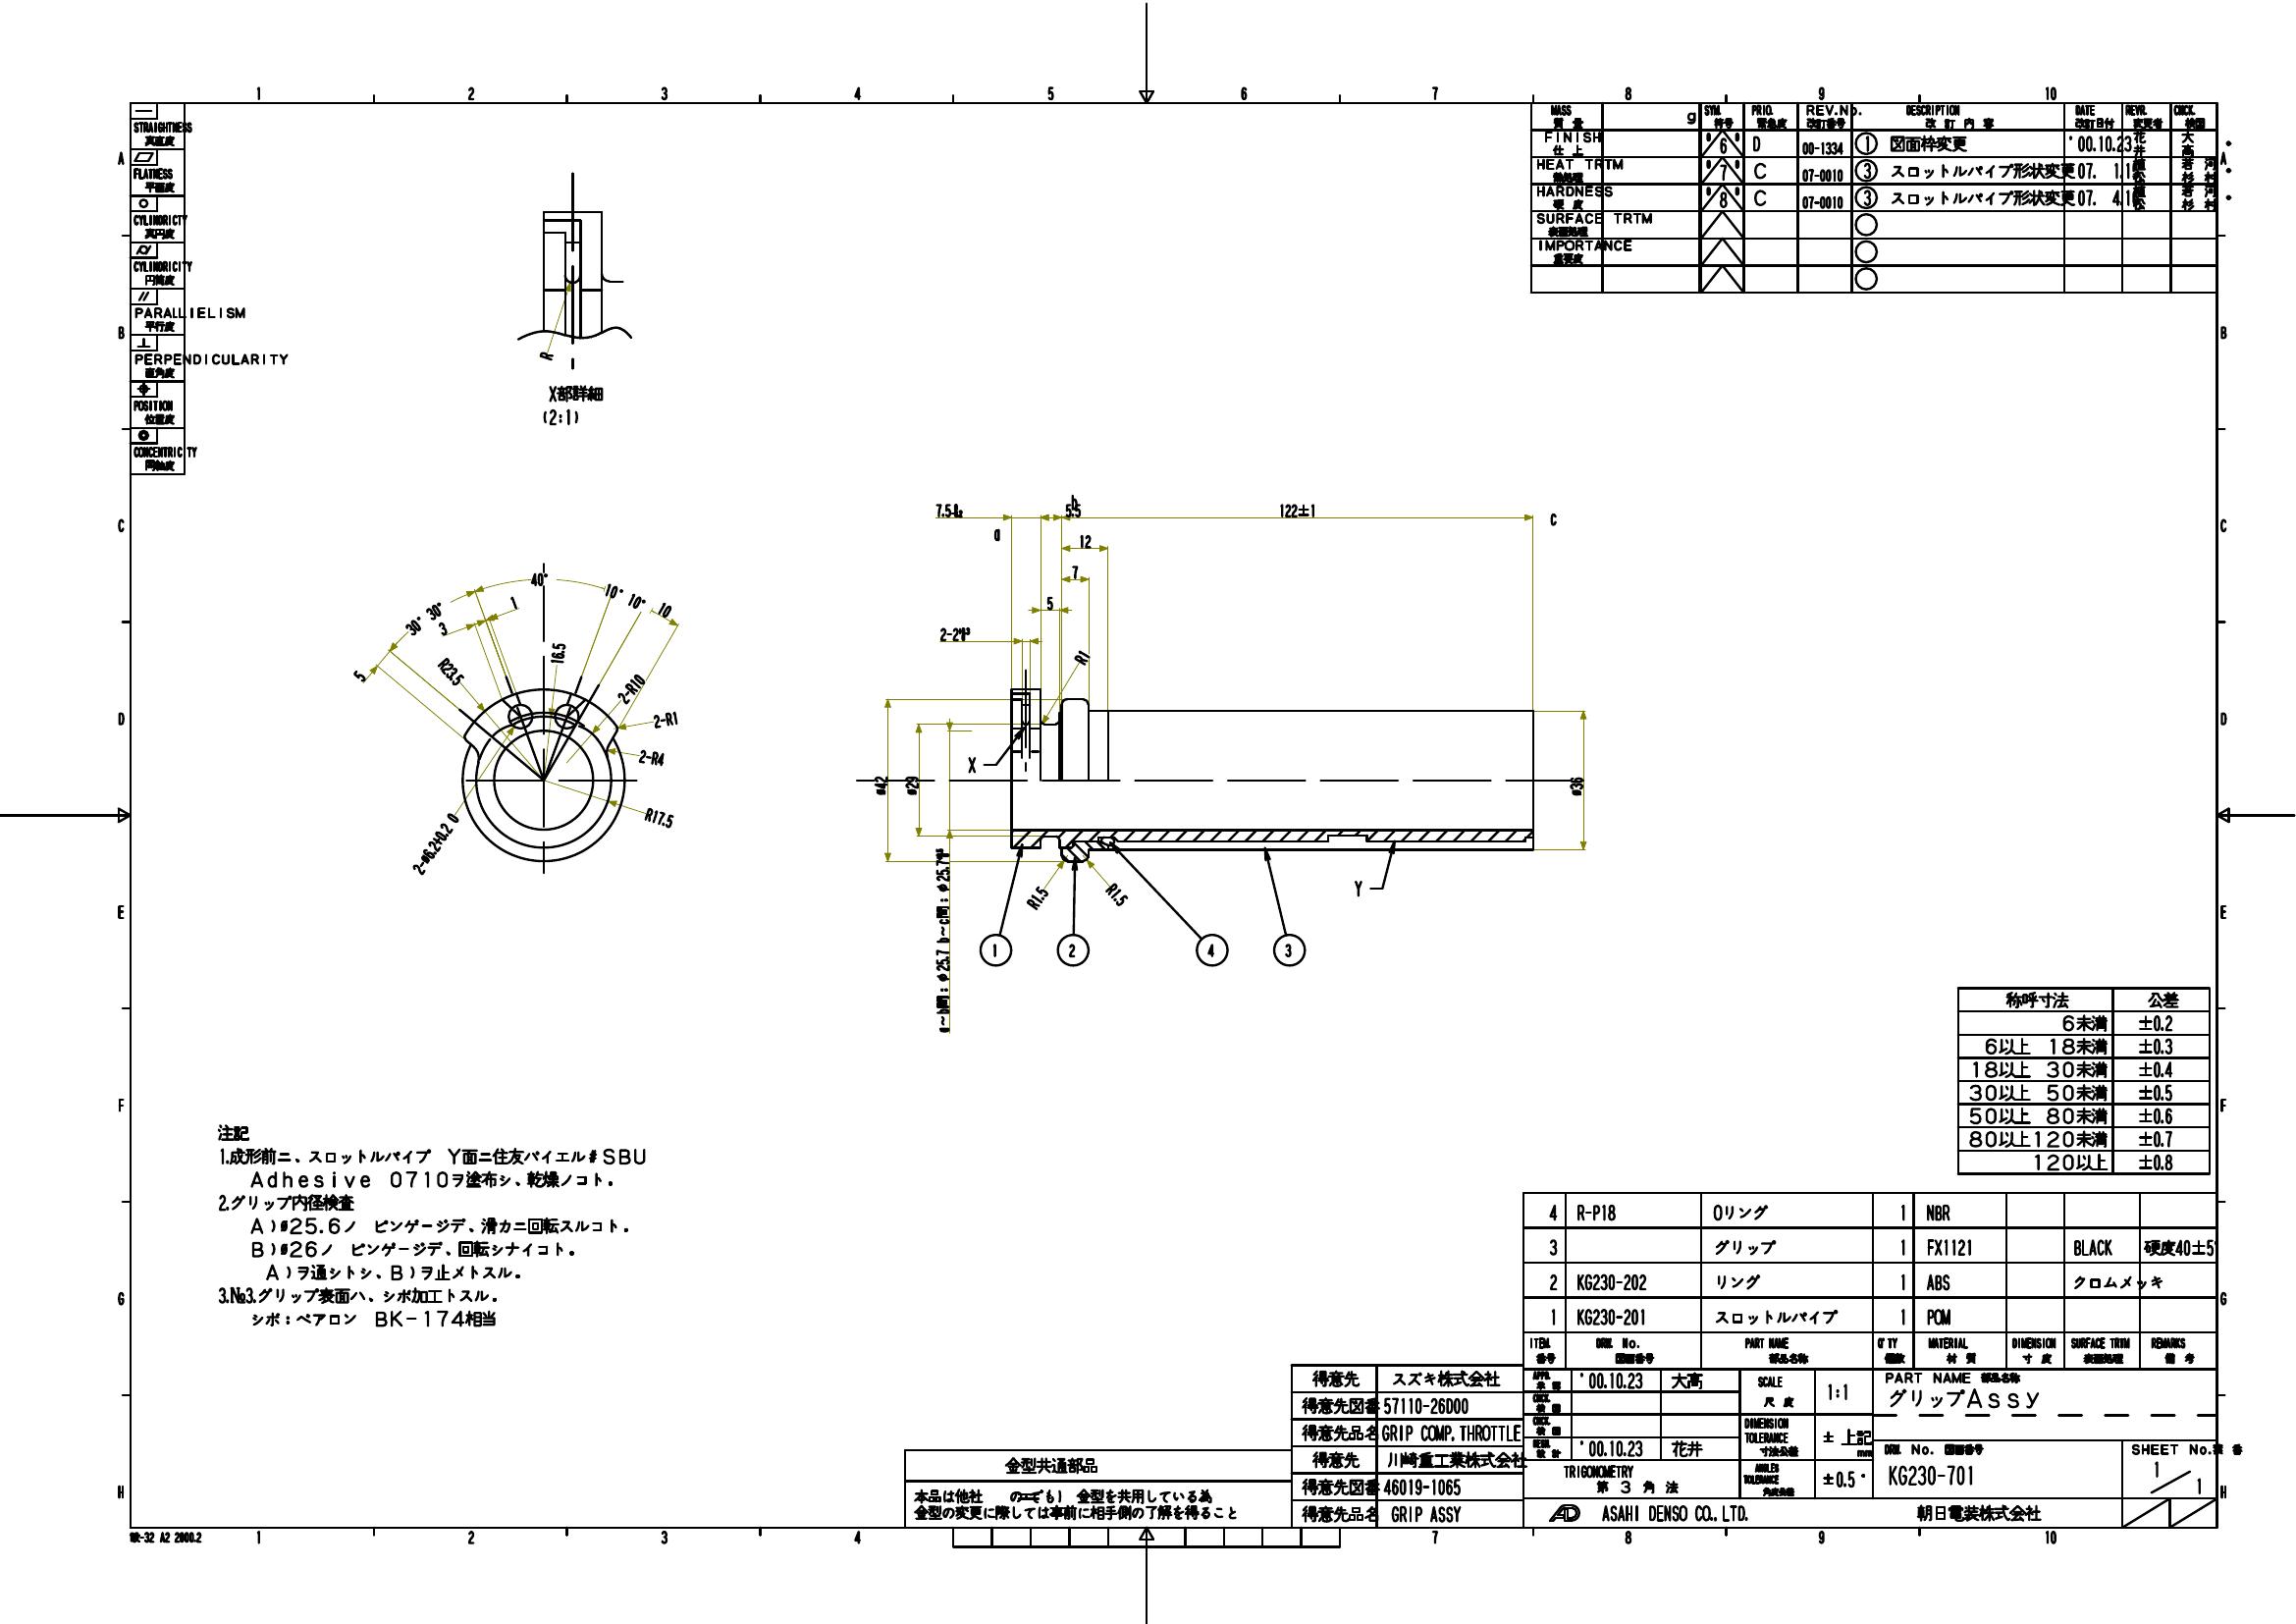 1 2 3 4 5 6 7 8 9 10
A
B
C
D
E
F
G
H
STRAIGHTNESS
真直度
FLATNESS
平面度
CYLINDRICTY
真円度
CYLINDRICITY
円筒度
PARALLIELISM
平行度
PERPENDICULARITY
直角度
POSITION
位置度
CONCENTRICTY
同軸度
X部詳細
(2:1)
R
MASS
質量
g
SYM. PRIO. REV.No. DESCRIPTION DATE REVR. CHCK.
符号 緊急度 改訂番号 改訂内容 改訂日付 変更者 検図
FINISH
仕上
6 D 00-1334 ① 図面枠変更 '00.10.23 花井 大高
HEAT TRTM
熱処理
7 C 07-0010 ③ スロットルパイプ形状変更 07. 1.1
HARDNESS
硬度
8 C 07-0010 ③ スロットルパイプ形状変更 07. 4.1
SURFACE TRTM
表面処理
IMPORTANCE
重要度
40°
10° 10° 10
30° 30°
1
3
5
R23.5
16.5
2-R10
2-R1
2-R4
R17.5
2-ø6.2+0.2 0
7.5
a
b
5.5
122±1
c
12
7
5
2-2
R1
X
ø42
ø29
ø36
a～b間：ø25.7 b～c間：ø25.7
R1.5
R1.5
Y
1 2 4 3
称呼寸法 公差
6未満 ±0.2
6以上 18未満 ±0.3
18以上 30未満 ±0.4
30以上 50未満 ±0.5
50以上 80未満 ±0.6
80以上120未満 ±0.7
120以上 ±0.8
注記
1.成形前ニ、スロットルパイプ Y面ニ住友バイエル#SBU
Adhesive 0710ヲ塗布シ、乾燥ノコト.
2.グリップ内径検査
A)ø25.6ノ ピンゲージデ、滑カニ回転スルコト.
B)ø26ノ ピンゲージデ、回転シナイコト.
A)ヲ通シトシ、B)ヲ止メトスル.
3.№3.グリップ表面ハ、シボ加工トスル.
シボ:ペアロン BK-174相当
4 R-P18 Oリング 1 NBR
3 グリップ 1 FX1121 BLACK 硬度40±5°
2 KG230-202 リング 1 ABS クロムメッキ
1 KG230-201 スロットルパイプ 1 POM
ITEM. DRW. No. PART NAME Q'TY MATERIAL DIMENSION SURFACE TRTM REMARKS
番号 図面番号 部品名称 個数 材質 寸度 表面処理 備考
得意先 スズキ株式会社
得意先図番 57110-26D00
得意先品名 GRIP COMP, THROTTLE
得意先 川崎重工業株式会社
得意先図番 46019-1065
得意先品名 GRIP ASSY
APPR. 承認 '00.10.23 大高
CHCK. 検図
CHCK. 検図
設計 '00.10.23 花井
SCALE
尺度
1:1
DIMENSION
TOLERANCE
寸法公差
± 上記
mm
TRIGONOMETRY
第 3 角 法
ANGLES
TOLERANCE
角度公差
±0.5°
PART NAME 部品名称
グリップAssy
DRW. No. 図面番号
KG230-701
SHEET No.葉番
1/1
ASAHI DENSO CO., LTD. 朝日電装株式会社
金型共通部品
本品は他社 金型を共用している為
金型の変更に際しては事前に相手側の了解を得ること
A2 2000.2
1 2 3 4 7 8 9 10